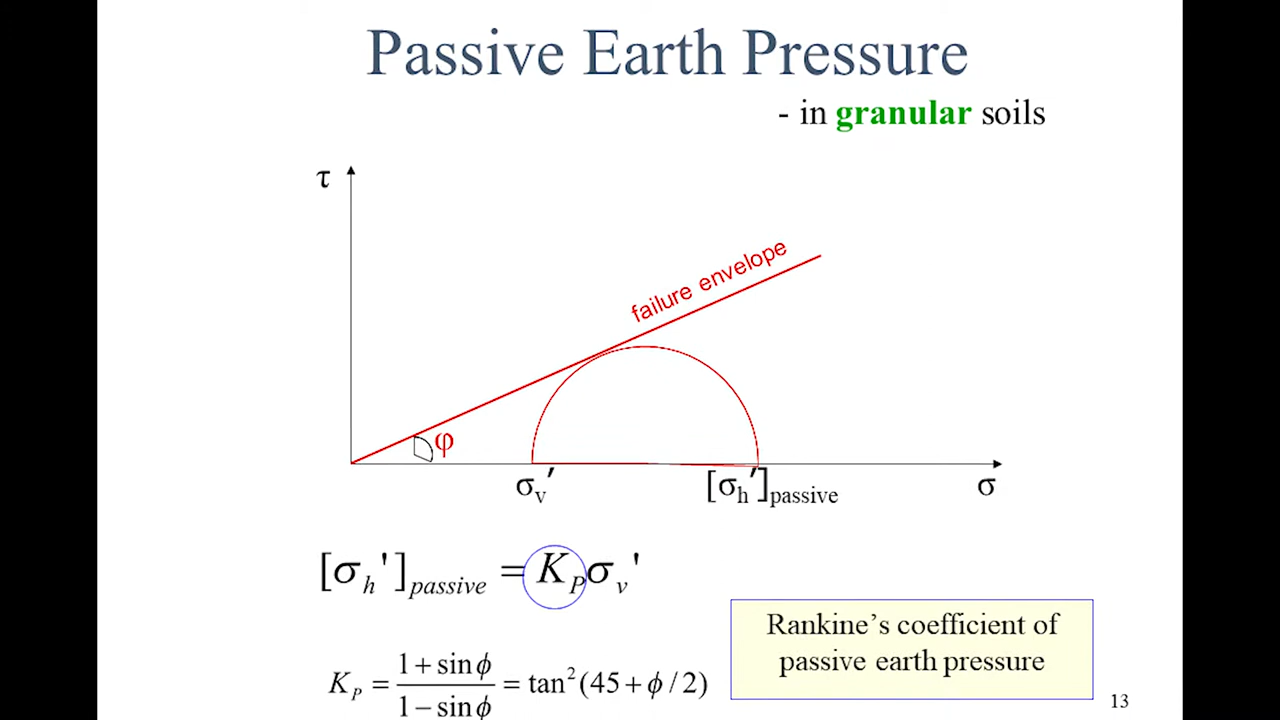 Passive Earth Pressure
- in granular soils
τ
failure envelope
φ
σv′ [σh′]passive σ
[σh']passive = KPσv'
KP = (1 + sin ϕ)/(1 − sin ϕ) = tan²(45 + ϕ / 2)
Rankine’s coefficient of
passive earth pressure
13